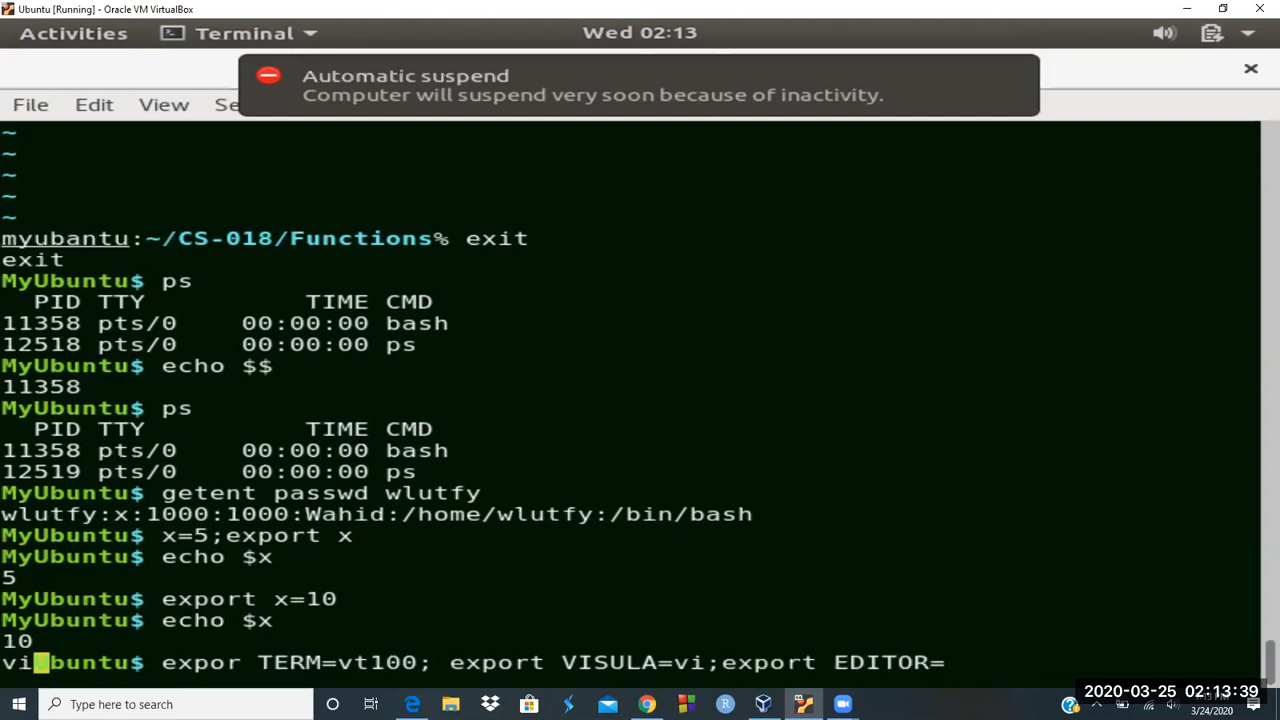 Ubuntu [Running] - Oracle VM VirtualBox
Activities Terminal Wed 02:13
Automatic suspend
Computer will suspend very soon because of inactivity.
File Edit View Se
~
~
~
~
~
myubantu:~/CS-018/Functions% exit
exit
MyUbuntu$ ps
PID TTY TIME CMD
11358 pts/0 00:00:00 bash
12518 pts/0 00:00:00 ps
MyUbuntu$ echo $$
11358
MyUbuntu$ ps
PID TTY TIME CMD
11358 pts/0 00:00:00 bash
12519 pts/0 00:00:00 ps
MyUbuntu$ getent passwd wlutfy
wlutfy:x:1000:1000:Wahid:/home/wlutfy:/bin/bash
MyUbuntu$ x=5;export x
MyUbuntu$ echo $x
5
MyUbuntu$ export x=10
MyUbuntu$ echo $x
10
viubuntu$ expor TERM=vt100; export VISULA=vi;export EDITOR=
Type here to search
2020-03-25 02:13:39
3/24/2020